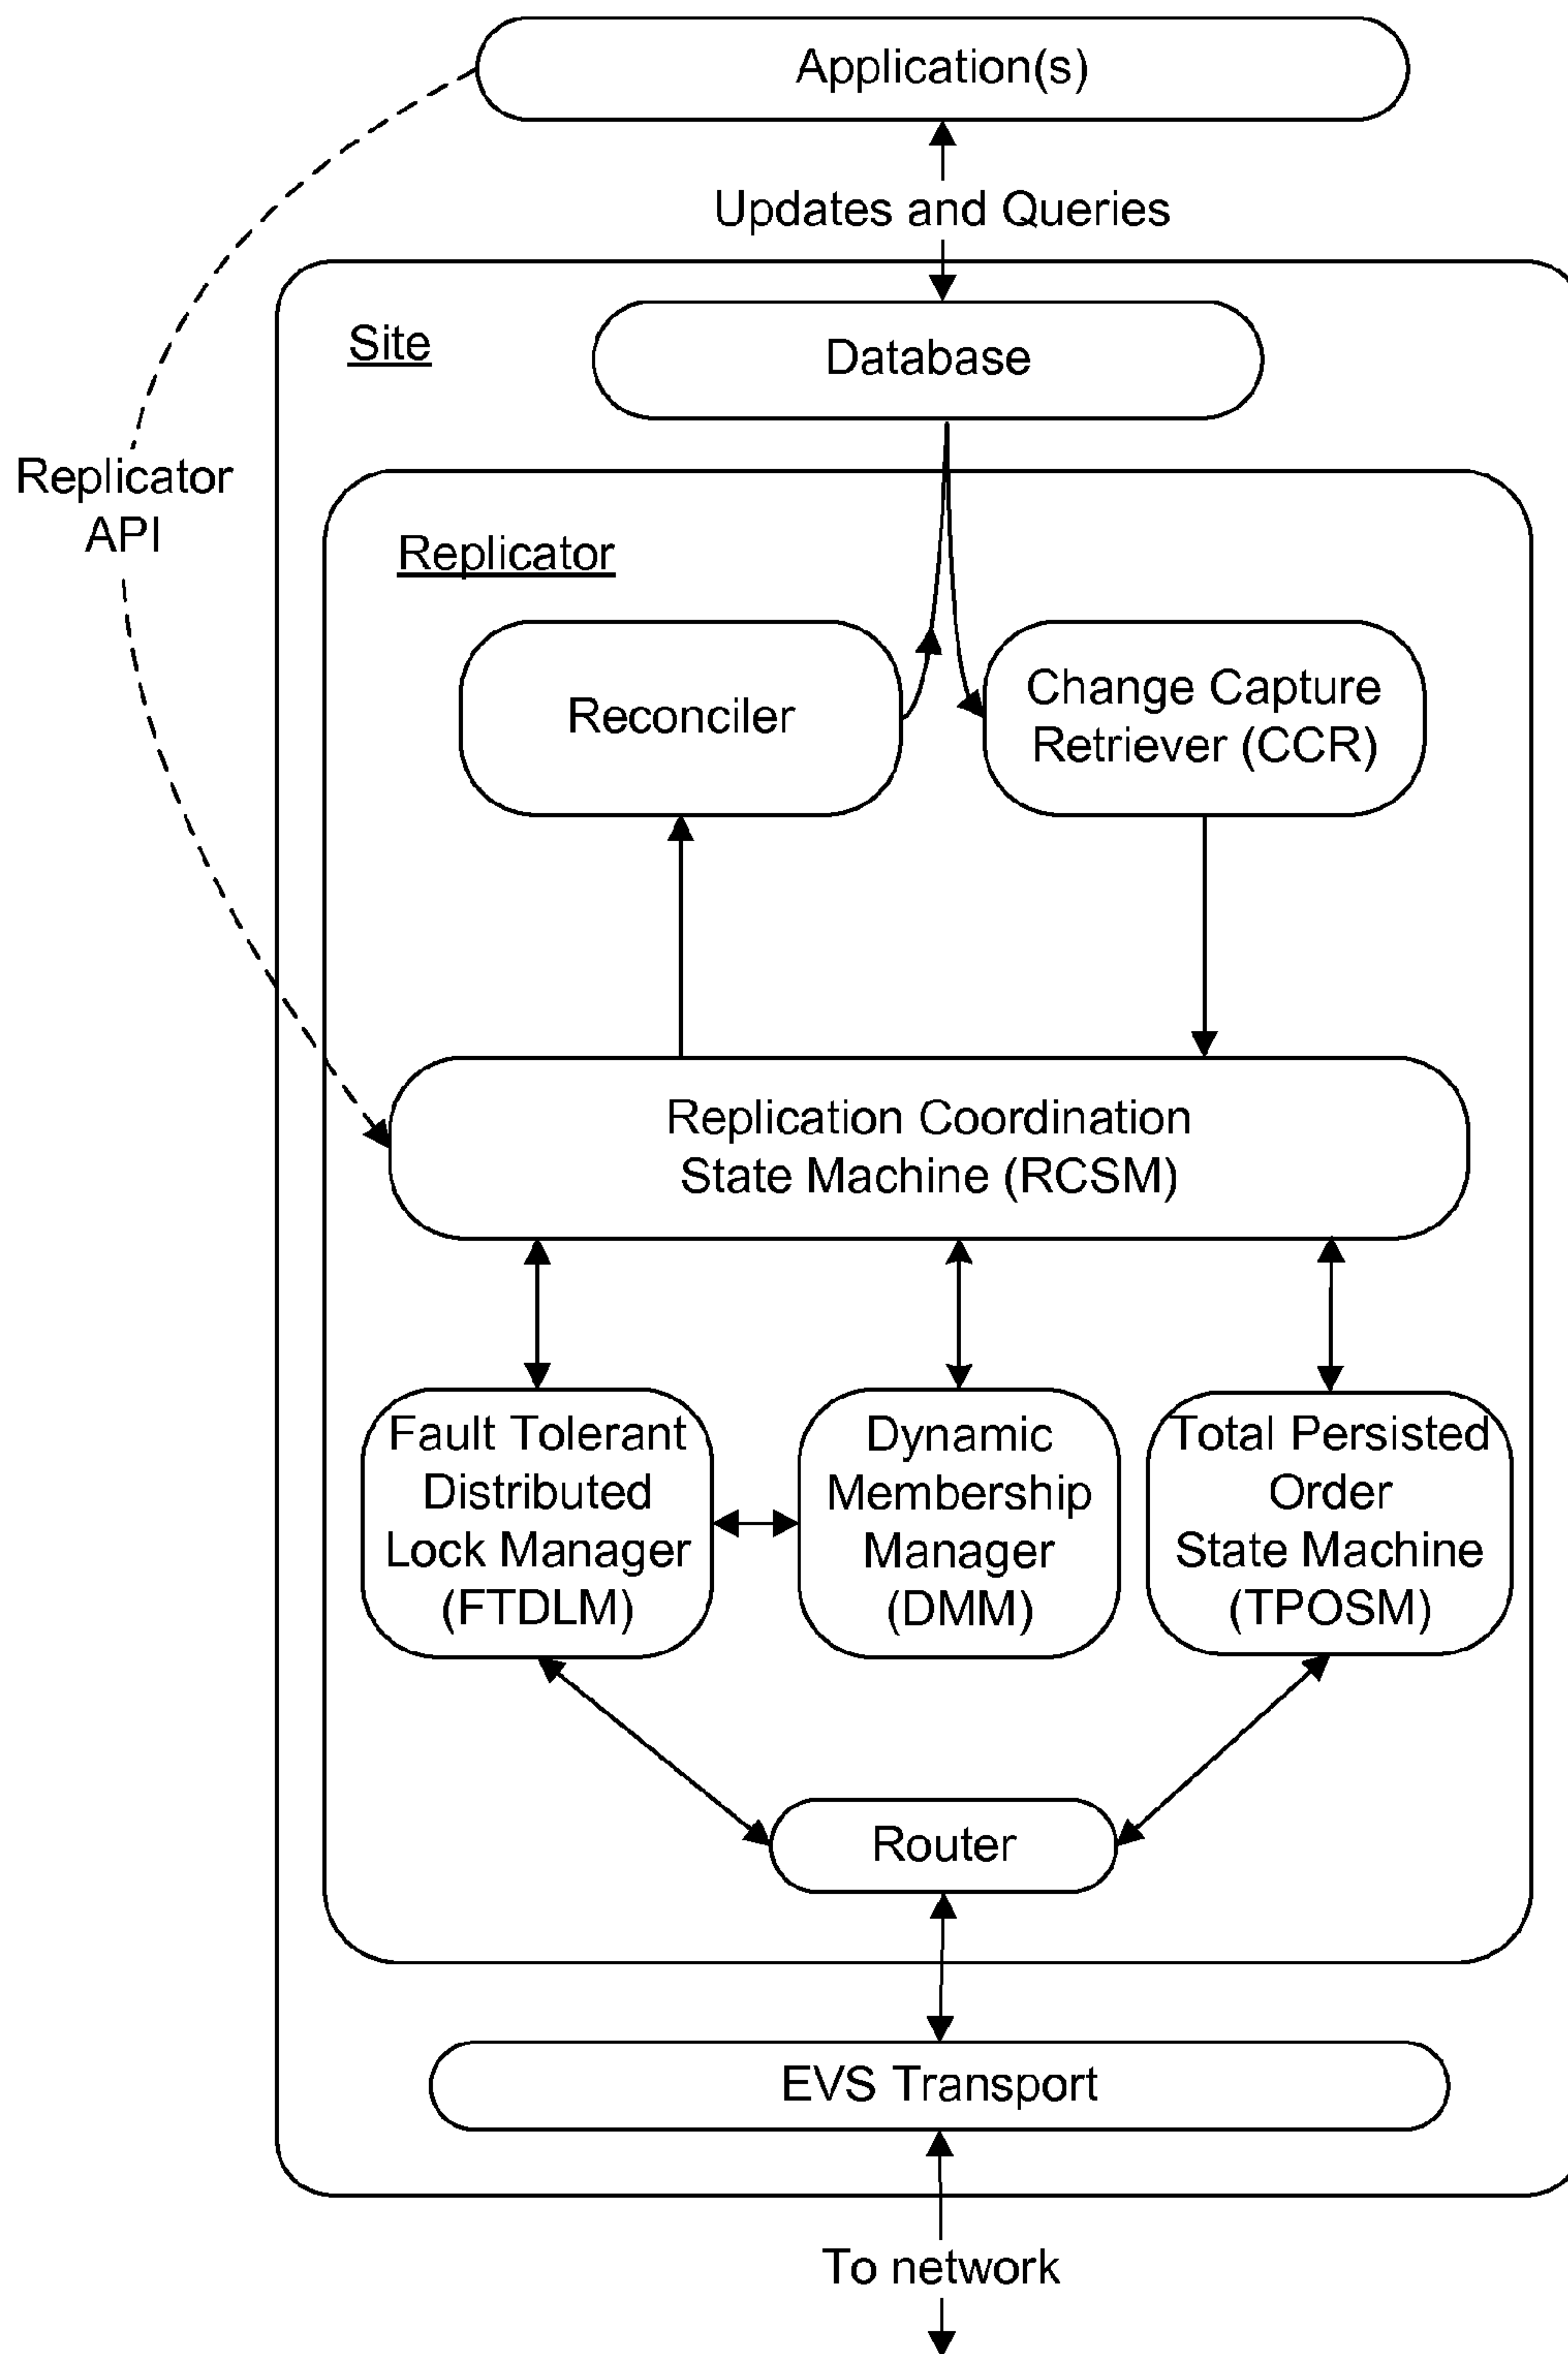 Application(s)
Updates and Queries
Site
Database
Replicator
API
Replicator
Reconciler
Change Capture
Retriever (CCR)
Replication Coordination
State Machine (RCSM)
Fault Tolerant
Distributed
Lock Manager
(FTDLM)
Dynamic
Membership
Manager
(DMM)
Total Persisted
Order
State Machine
(TPOSM)
Router
EVS Transport
To network